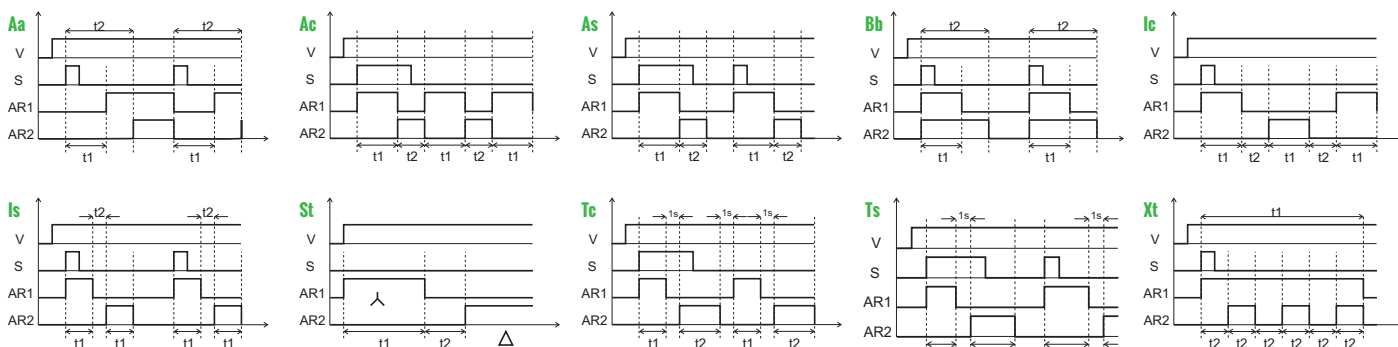 Aa Ac As Bb Ic
t2 t2 t2 t2
V V V V V
S S S S S
AR1 AR1 AR1 AR1 AR1
AR2 AR2 AR2 AR2 AR2
t1 t1 t1 t2 t1 t2 t1 t1 t2 t1 t2 t1 t1 t1 t2 t1 t2 t1
Is St Tc Ts Xt
t2 t2 1s 1s 1s 1s 1s t1
V V V V V
S S S S S
AR1 AR1 AR1 AR1 AR1
AR2 AR2 AR2 AR2 AR2
t1 t1 t1 t1 t1 t2 t1 t2 t1 t2 t2 t2 t2 t2 t2 t2